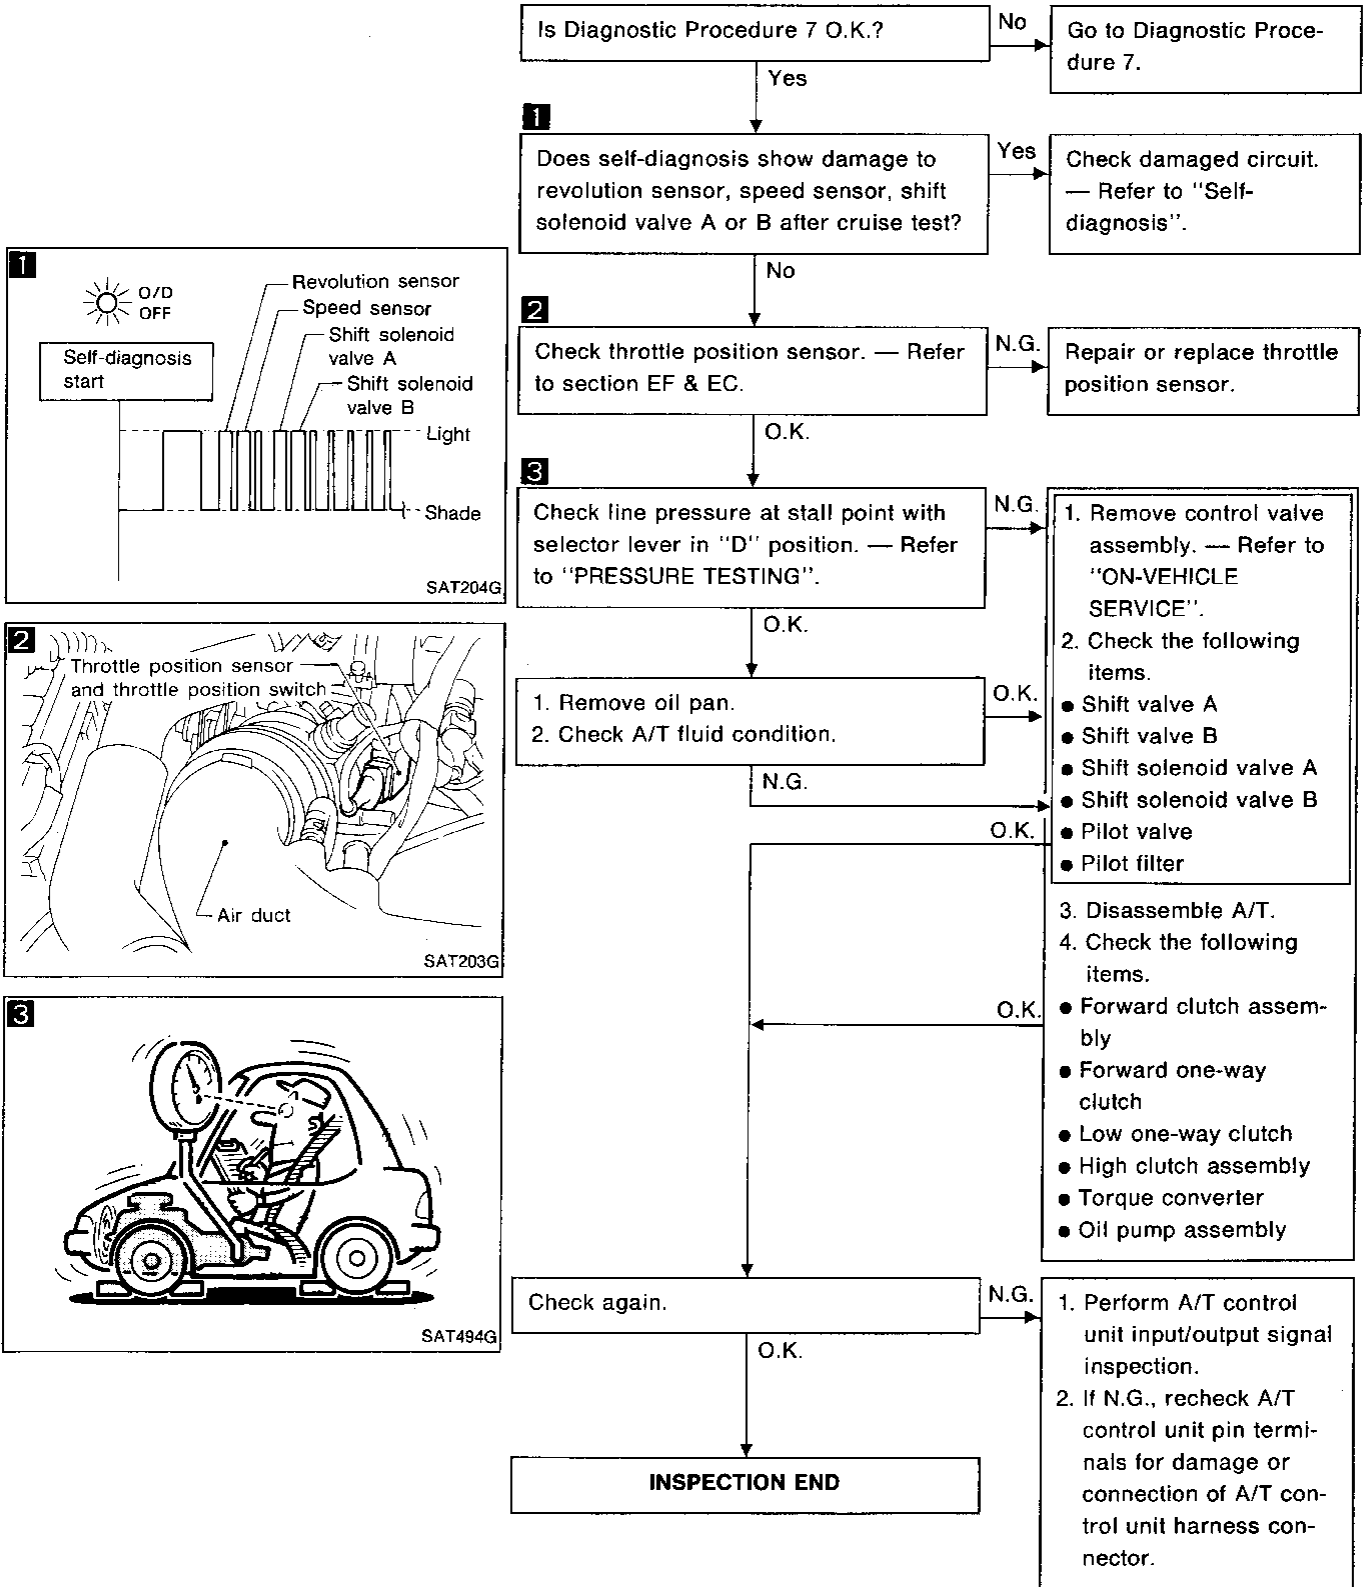 Is Diagnostic Procedure 7 O.K.?
No
Go to Diagnostic Proce-
dure 7.
Yes
1
Does self-diagnosis show damage to
revolution sensor, speed sensor, shift
solenoid valve A or B after cruise test?
Yes
Check damaged circuit.
— Refer to "Self-
diagnosis".
No
2
Check throttle position sensor. — Refer
to section EF & EC.
N.G.
Repair or replace throttle
position sensor.
O.K.
3
Check line pressure at stall point with
selector lever in "D" position. — Refer
to "PRESSURE TESTING".
N.G.
O.K.
1. Remove oil pan.
2. Check A/T fluid condition.
O.K.
N.G.
1. Remove control valve
assembly. — Refer to
"ON-VEHICLE
SERVICE".
2. Check the following
items.
● Shift valve A
● Shift valve B
● Shift solenoid valve A
● Shift solenoid valve B
● Pilot valve
● Pilot filter
O.K.
3. Disassemble A/T.
4. Check the following
items.
● Forward clutch assem-
bly
● Forward one-way
clutch
● Low one-way clutch
● High clutch assembly
● Torque converter
● Oil pump assembly
O.K.
Check again.
N.G.
1. Perform A/T control
unit input/output signal
inspection.
2. If N.G., recheck A/T
control unit pin termi-
nals for damage or
connection of A/T con-
trol unit harness con-
nector.
O.K.
INSPECTION END
1
O/D
OFF
Self-diagnosis
start
Revolution sensor
Speed sensor
Shift solenoid
valve A
Shift solenoid
valve B
Light
Shade
SAT204G
2
Throttle position sensor
and throttle position switch
Air duct
SAT203G
3
SAT494G